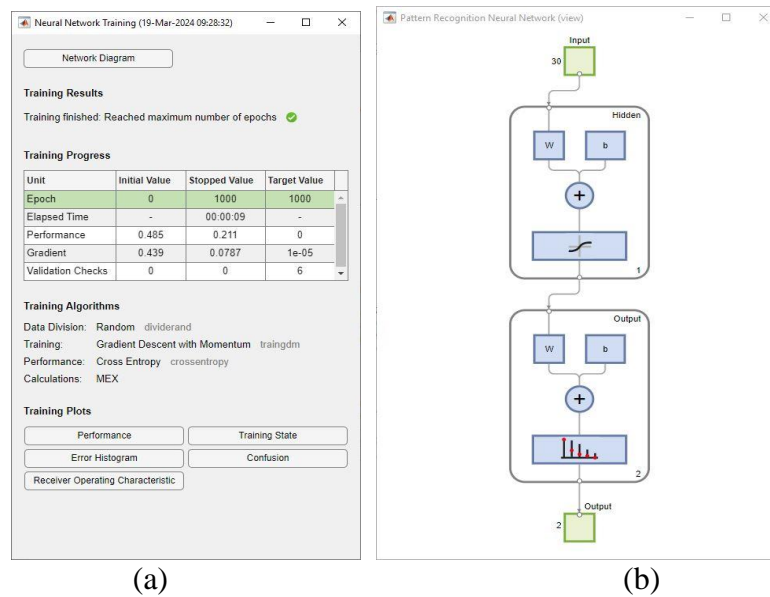 Neural Network Training (19-Mar-2024 09:28:32)
Network Diagram
Training Results
Training finished: Reached maximum number of epochs
Training Progress
Unit Initial Value Stopped Value Target Value
Epoch 0 1000 1000
Elapsed Time - 00:00:09 -
Performance 0.485 0.211 0
Gradient 0.439 0.0787 1e-05
Validation Checks 0 0 6
Training Algorithms
Data Division: Random dividerand
Training: Gradient Descent with Momentum traingdm
Performance: Cross Entropy crossentropy
Calculations: MEX
Training Plots
Performance Training State
Error Histogram Confusion
Receiver Operating Characteristic
(a)
Pattern Recognition Neural Network (view)
Input
30
Hidden
W b
+
1
Output
W b
+
2
Output
2
(b)